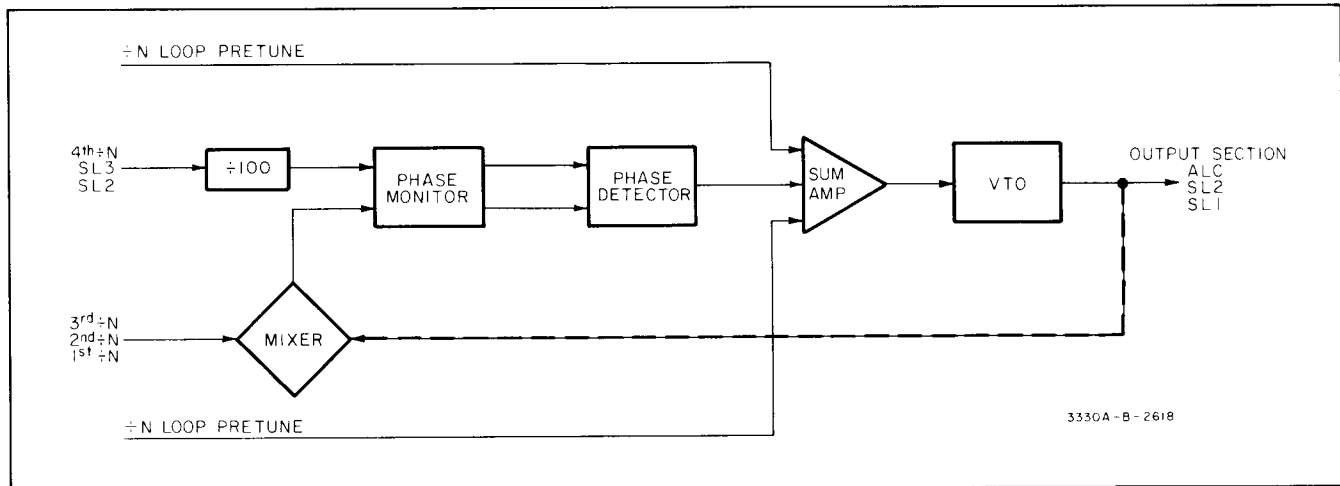 ÷N LOOP PRETUNE
4th÷N
SL3
SL2
÷100
PHASE
MONITOR
PHASE
DETECTOR
SUM
AMP
VTO
OUTPUT SECTION
ALC
SL2
SL1
3rd÷N
2nd÷N
1st÷N
MIXER
÷N LOOP PRETUNE
3330A-B-2618